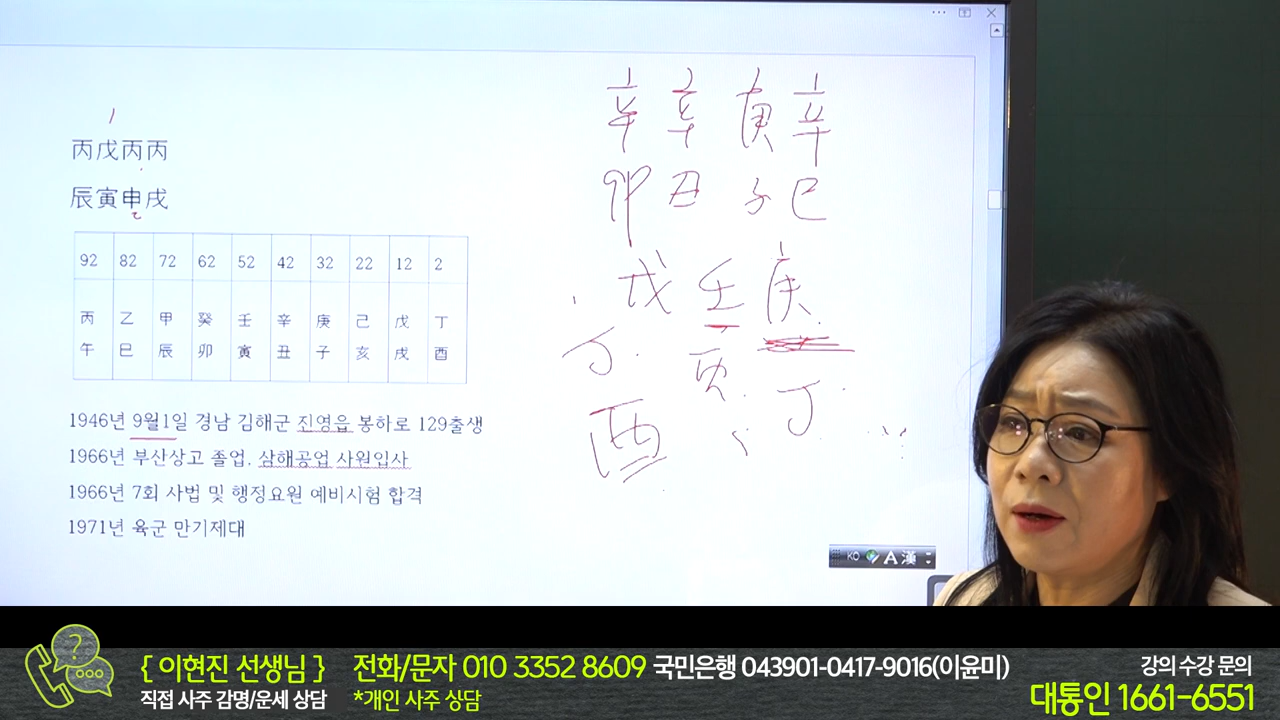 丙戊丙丙
辰寅申戌
92 82 72 62 52 42 32 22 12 2
丙 乙 甲 癸 壬 辛 庚 己 戊 丁
午 巳 辰 卯 寅 丑 子 亥 戌 酉
1946년 9월1일 경남 김해군 진영읍 봉하로 129출생
1966년 부산상고 졸업, 삼해공업 사원입사
1966년 7회 사법 및 행정요원 예비시험 합격
1971년 육군 만기제대
辛 辛 庚 辛
卯 丑 子 巳
戊 壬 庚
丁
丁
酉
KO A 漢
{ 이현진 선생님 } 전화/문자 010 3352 8609 국민은행 043901-0417-9016(이윤미)
직접 사주 감명/운세 상담 *개인 사주 상담
강의 수강 문의
대통인 1661-6551